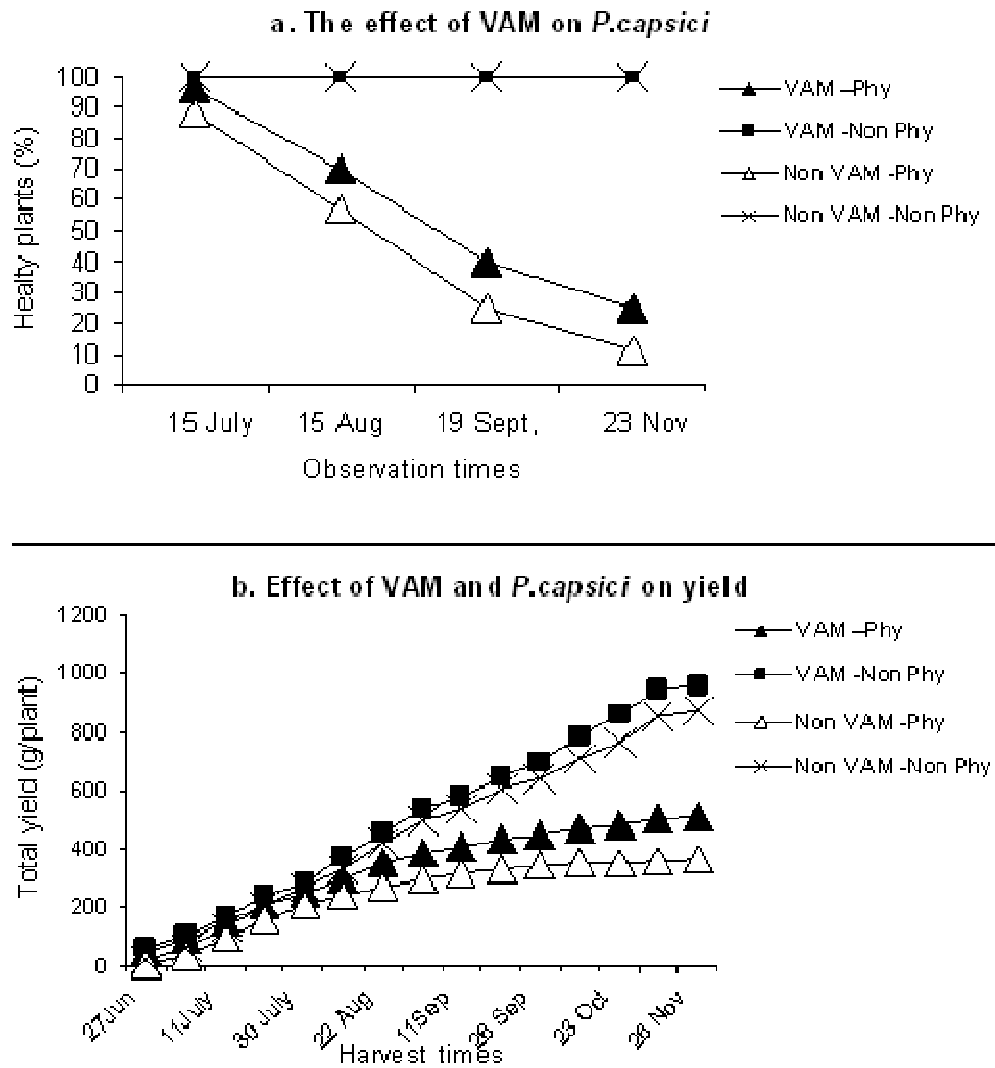 a. The effect of VAM on P.capsici
100
90
80
70
60
50
40
30
20
10
0
Healty plants (%)
15 July
15 Aug
19 Sept,
23 Nov
Observation times
VAM –Phy
VAM -Non Phy
Non VAM -Phy
Non VAM -Non Phy
b. Effect of VAM and P.capsici on yield
1200
1000
800
600
400
200
0
Total yield (g/plant)
27Jun
11July
30 July
22 Aug
11Sep
28 Sep
23 Oct
28 Nov
Harvest times
VAM –Phy
VAM -Non Phy
Non VAM -Phy
Non VAM -Non Phy